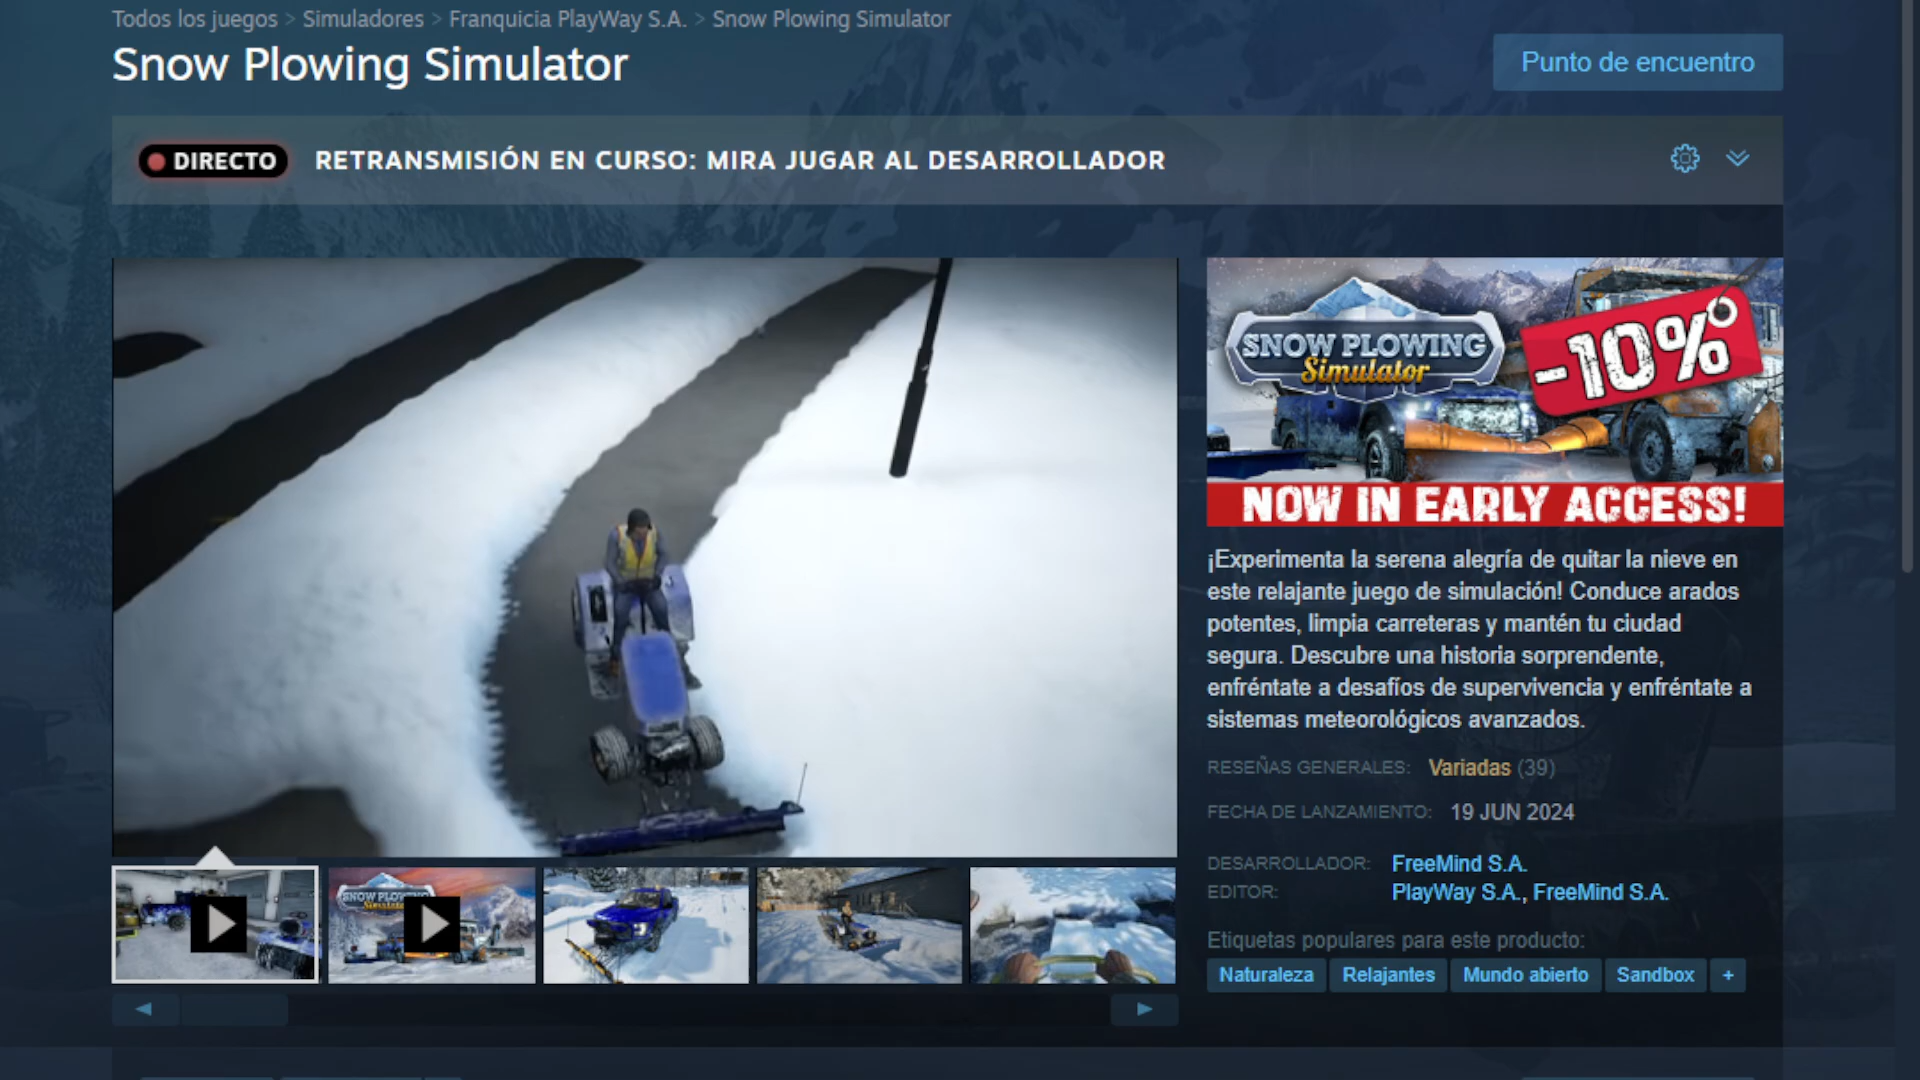 Todos los juegos > Simuladores > Franquicia PlayWay S.A. > Snow Plowing Simulator
Snow Plowing Simulator
Punto de encuentro
DIRECTO
RETRANSMISIÓN EN CURSO: MIRA JUGAR AL DESARROLLADOR
SNOW PLOWING
Simulator
-10%
NOW IN EARLY ACCESS!
¡Experimenta la serena alegría de quitar la nieve en
este relajante juego de simulación! Conduce arados
potentes, limpia carreteras y mantén tu ciudad
segura. Descubre una historia sorprendente,
enfréntate a desafíos de supervivencia y enfréntate a
sistemas meteorológicos avanzados.
RESEÑAS GENERALES: Variadas (39)
FECHA DE LANZAMIENTO: 19 JUN 2024
DESARROLLADOR: FreeMind S.A.
EDITOR: PlayWay S.A., FreeMind S.A.
Etiquetas populares para este producto:
Naturaleza Relajantes Mundo abierto Sandbox +
SNOW PLOWING
Simulator